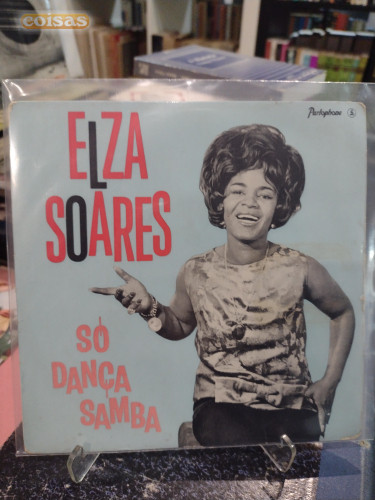 coisas
Parlophone
ELZA
SOARES
SÓ
DANÇA
SAMBA